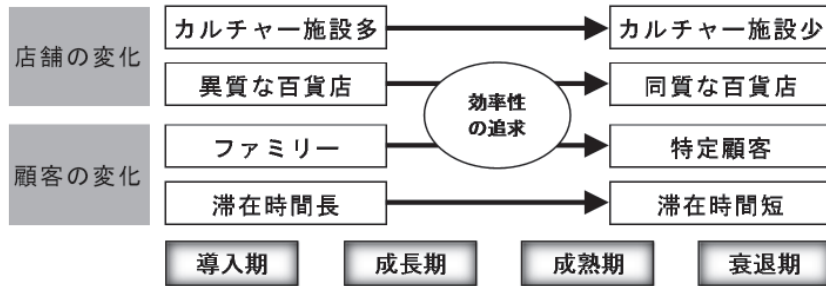 店舗の変化
カルチャー施設多
カルチャー施設少
異質な百貨店
同質な百貨店
効率性
の追求
顧客の変化
ファミリー
特定顧客
滞在時間長
滞在時間短
導入期
成長期
成熟期
衰退期